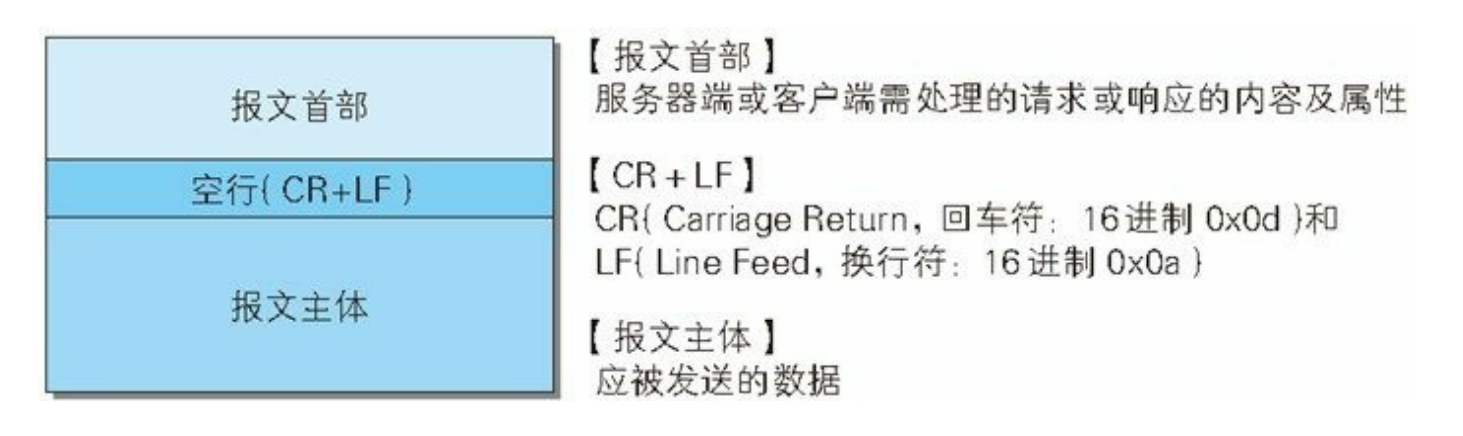 报文首部
空行(CR+LF)
报文主体
【报文首部】
服务器端或客户端需处理的请求或响应的内容及属性
【CR+LF】
CR(Carriage Return，回车符：16进制 0x0d)和
LF(Line Feed，换行符：16进制 0x0a)
【报文主体】
应被发送的数据